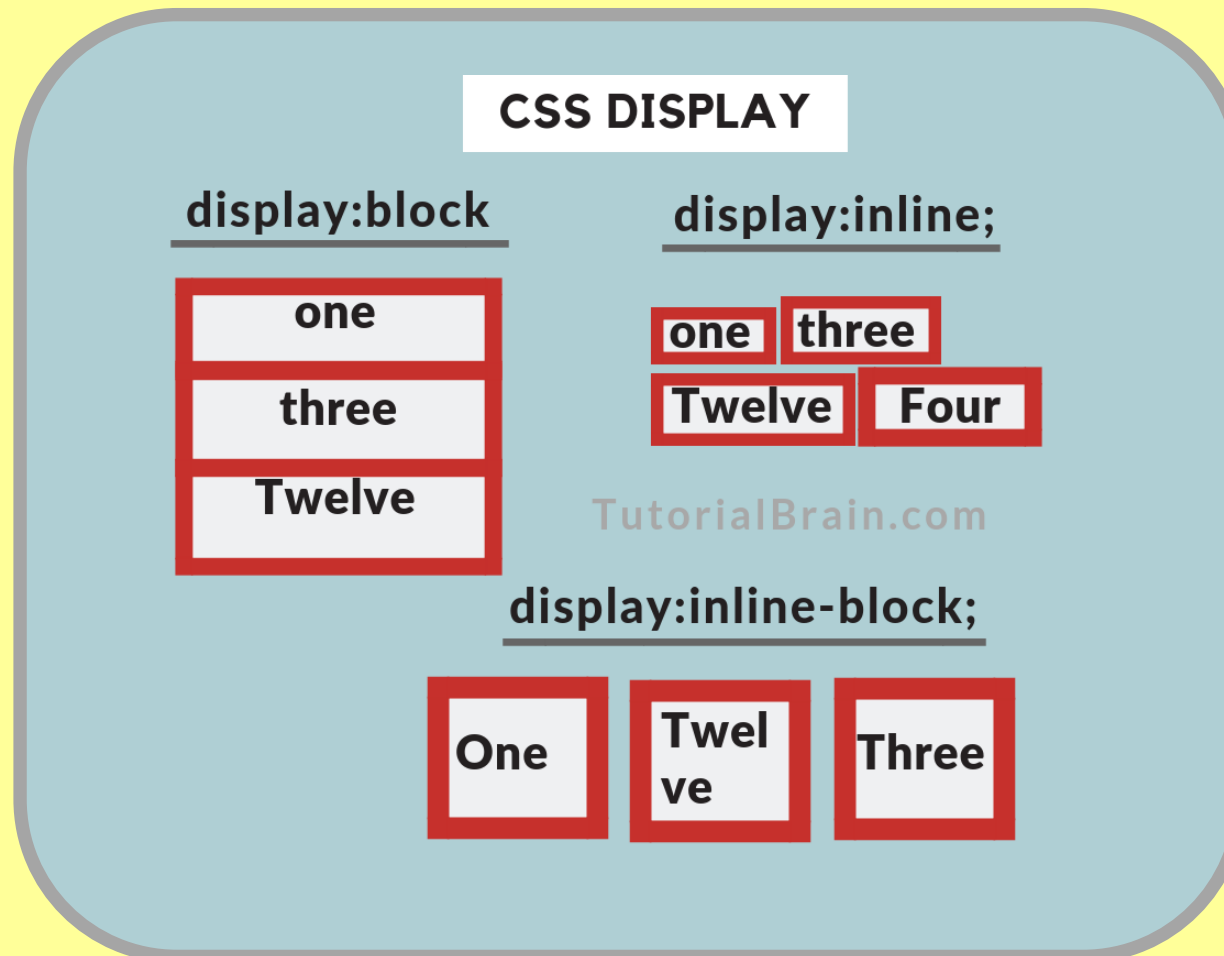 CSS DISPLAY
display:block
one
three
Twelve
display:inline;
one three
Twelve Four
TutorialBrain.com
display:inline-block;
One
Twel
ve
Three